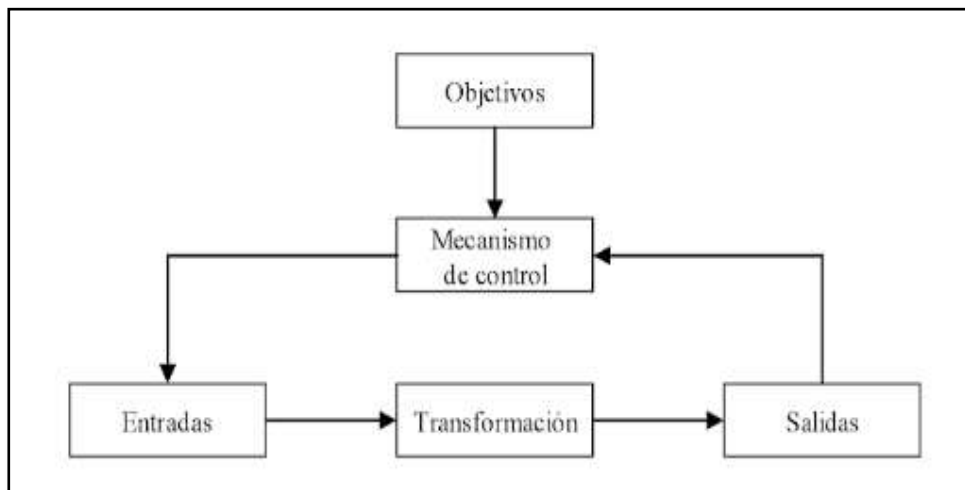 Objetivos
Mecanismo
de control
Entradas
Transformación
Salidas